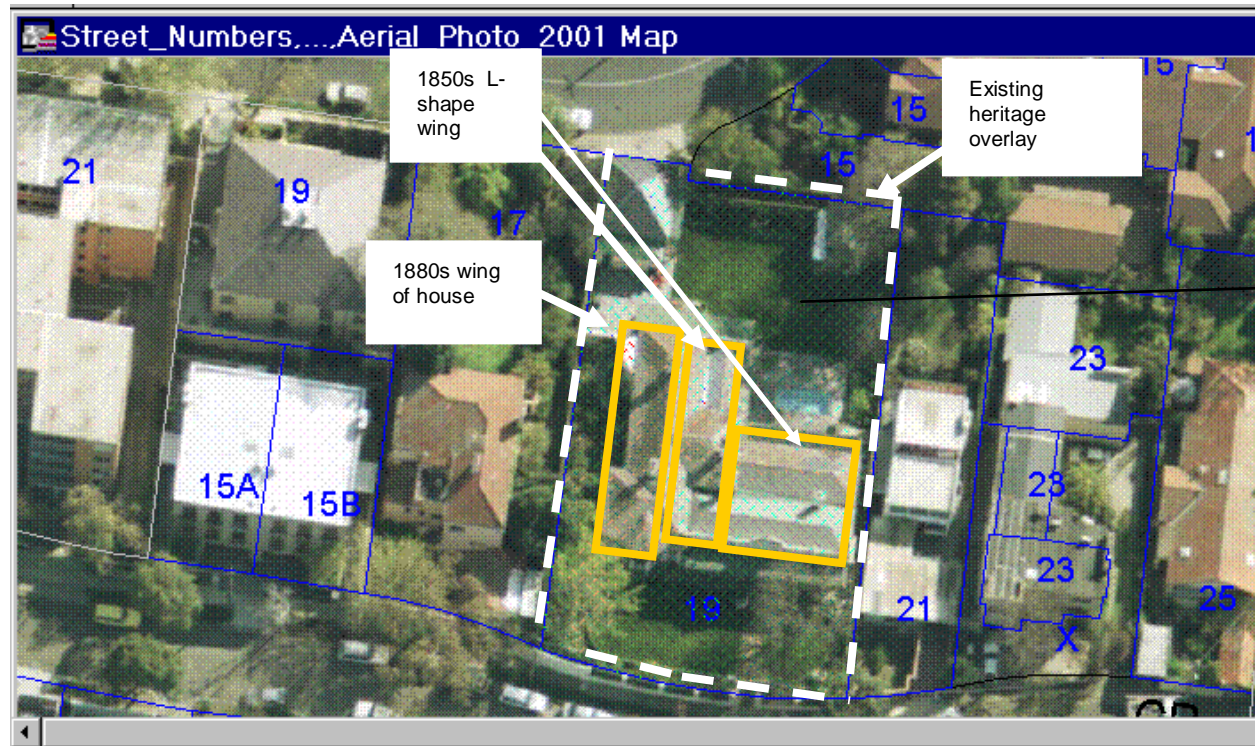 Street_Numbers,...,Aerial Photo 2001 Map
1850s L-
shape
wing
Existing
heritage
overlay
15
15
15
21
19
17
1880s wing
of house
23
15A
15B
23
23
19
21
25
X